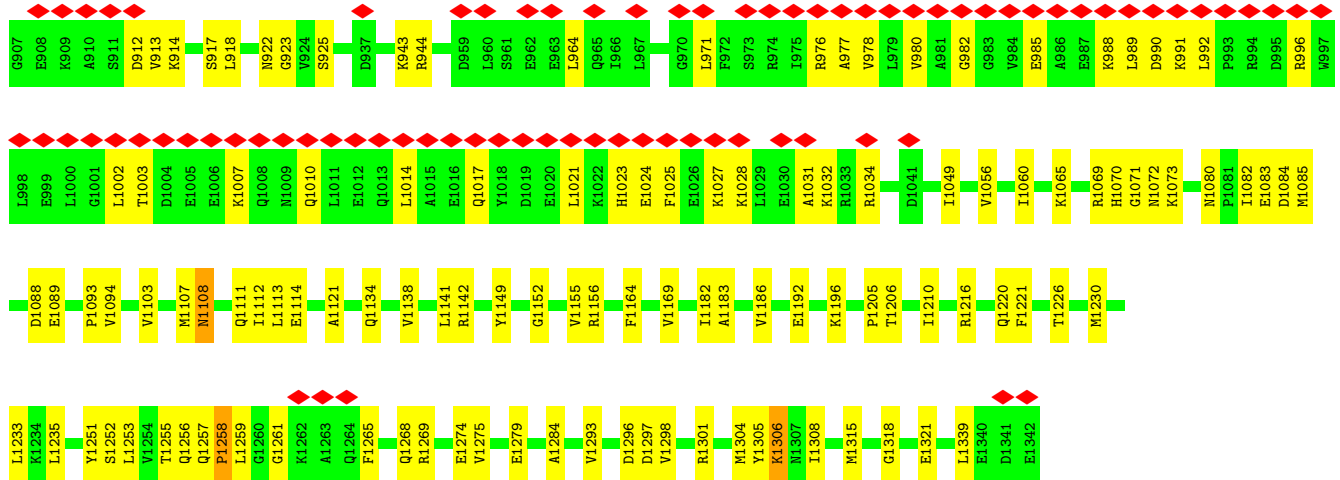 G907 E908 K909 A910 S911 D912 V913 K914 S917 L918 N922 G923 V924 S925 D937 K943 R944 D959 L960 S961 E962 E963 L964 Q965 I966 L967 G970 L971 F972 S973 R974 I975 R976 A977 V978 L979 V980 A981 G982 G983 V984 E985 A986 E987 K988 L989 D990 K991 L992 P993 R994 D995 R996 W997
L998 E999 L1000 G1001 L1002 T1003 D1004 E1005 E1006 K1007 Q1008 N1009 Q1010 L1011 E1012 Q1013 L1014 A1015 E1016 Q1017 Y1018 D1019 E1020 L1021 K1022 H1023 E1024 F1025 E1026 K1027 K1028 L1029 E1030 A1031 K1032 R1033 R1034 D1041 I1049 V1056 I1060 K1065 R1069 H1070 G1071 N1072 K1073 N1080 P1081 I1082 E1083 D1084 M1085
D1088 E1089 P1093 V1094 V1103 M1107 N1108 Q1111 I1112 L1113 E1114 A1121 Q1134 V1138 L1141 R1142 Y1149 G1152 V1155 R1156 F1164 V1169 I1182 A1183 V1186 E1192 K1196 P1205 T1206 I1210 R1216 Q1220 F1221 T1226 M1230
L1233 K1234 L1235 Y1251 S1252 L1253 V1254 T1255 Q1256 Q1257 P1258 L1259 G1260 G1261 K1262 A1263 Q1264 F1265 Q1268 R1269 E1274 V1275 E1279 A1284 V1293 D1296 D1297 V1298 R1301 M1304 Y1305 K1306 N1307 I1308 M1315 G1318 E1321 L1339 E1340 D1341 E1342